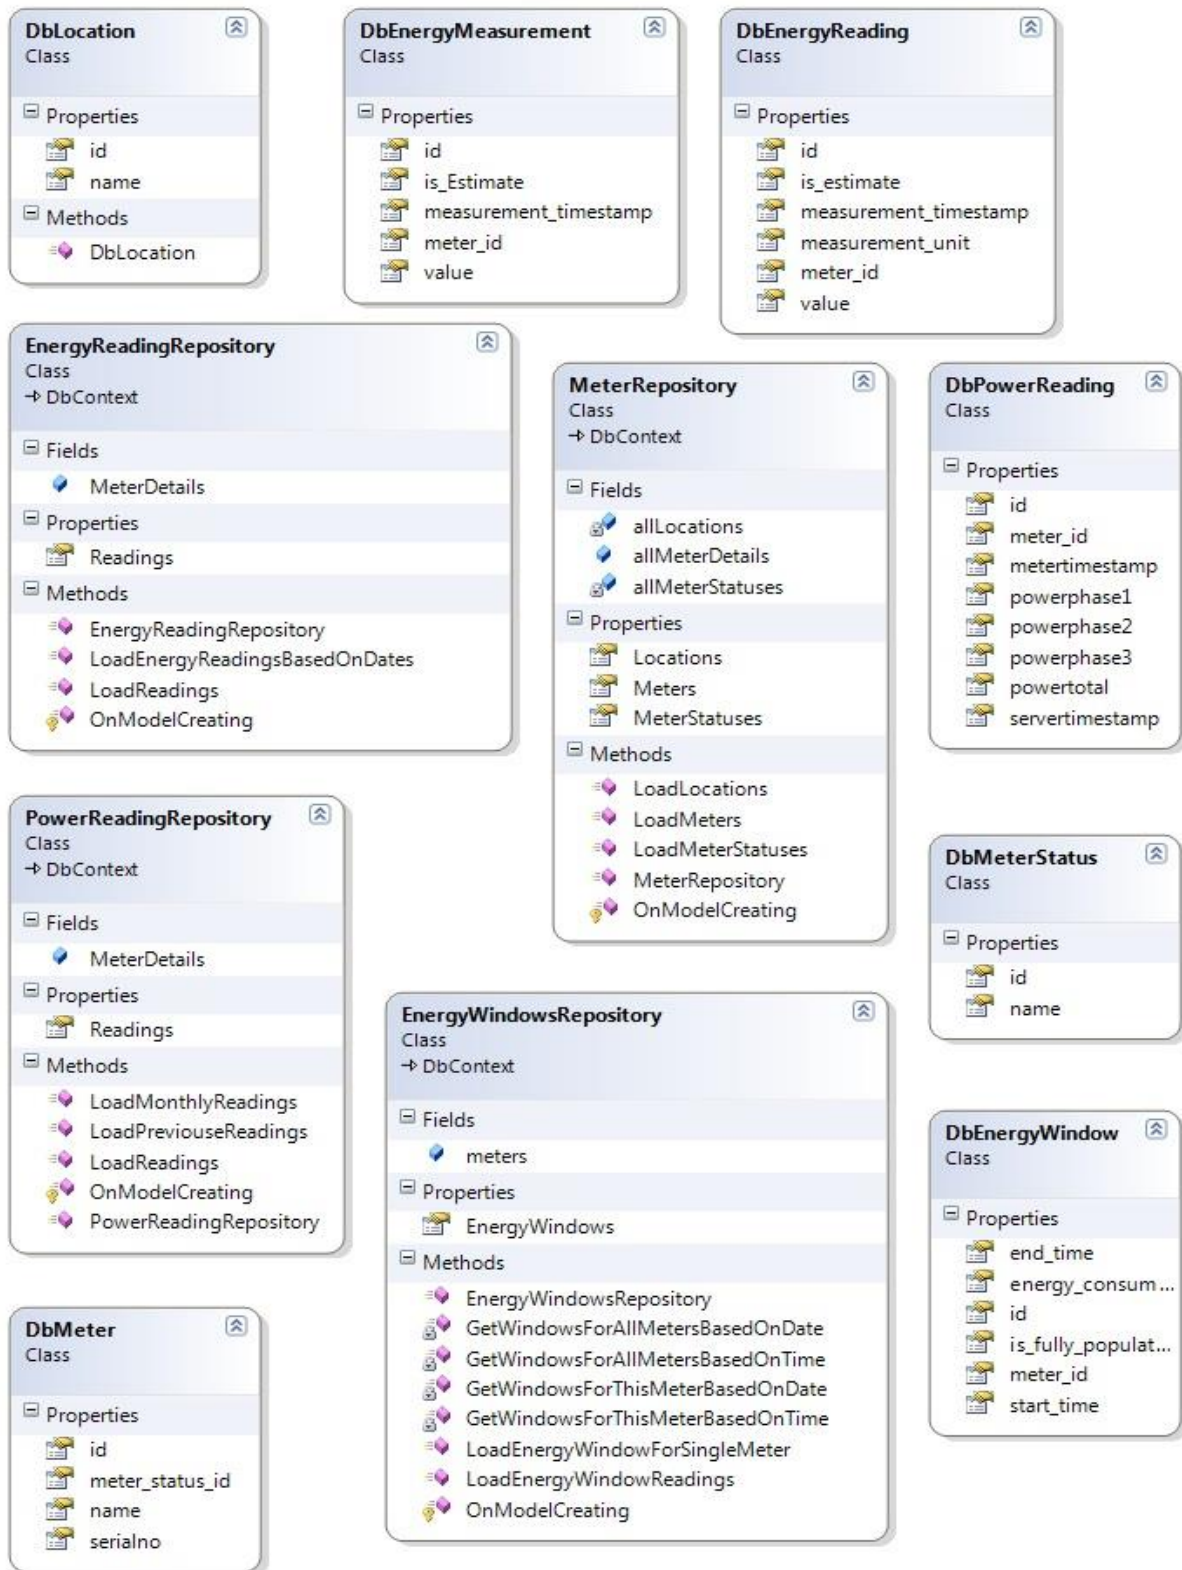 DbLocation
Class
Properties
id
name
Methods
DbLocation
DbEnergyMeasurement
Class
Properties
id
is_Estimate
measurement_timestamp
meter_id
value
DbEnergyReading
Class
Properties
id
is_estimate
measurement_timestamp
measurement_unit
meter_id
value
EnergyReadingRepository
Class
DbContext
Fields
MeterDetails
Properties
Readings
Methods
EnergyReadingRepository
LoadEnergyReadingsBasedOnDates
LoadReadings
OnModelCreating
MeterRepository
Class
DbContext
Fields
allLocations
allMeterDetails
allMeterStatuses
Properties
Locations
Meters
MeterStatuses
Methods
LoadLocations
LoadMeters
LoadMeterStatuses
MeterRepository
OnModelCreating
DbPowerReading
Class
Properties
id
meter_id
metertimestamp
powerphase1
powerphase2
powerphase3
powertotal
servertimestamp
PowerReadingRepository
Class
DbContext
Fields
MeterDetails
Properties
Readings
Methods
LoadMonthlyReadings
LoadPreviouseReadings
LoadReadings
OnModelCreating
PowerReadingRepository
DbMeterStatus
Class
Properties
id
name
EnergyWindowsRepository
Class
DbContext
Fields
meters
Properties
EnergyWindows
Methods
EnergyWindowsRepository
GetWindowsForAllMetersBasedOnDate
GetWindowsForAllMetersBasedOnTime
GetWindowsForThisMeterBasedOnDate
GetWindowsForThisMeterBasedOnTime
LoadEnergyWindowForSingleMeter
LoadEnergyWindowReadings
OnModelCreating
DbEnergyWindow
Class
Properties
end_time
energy_consum...
id
is_fully_populat...
meter_id
start_time
DbMeter
Class
Properties
id
meter_status_id
name
serialno